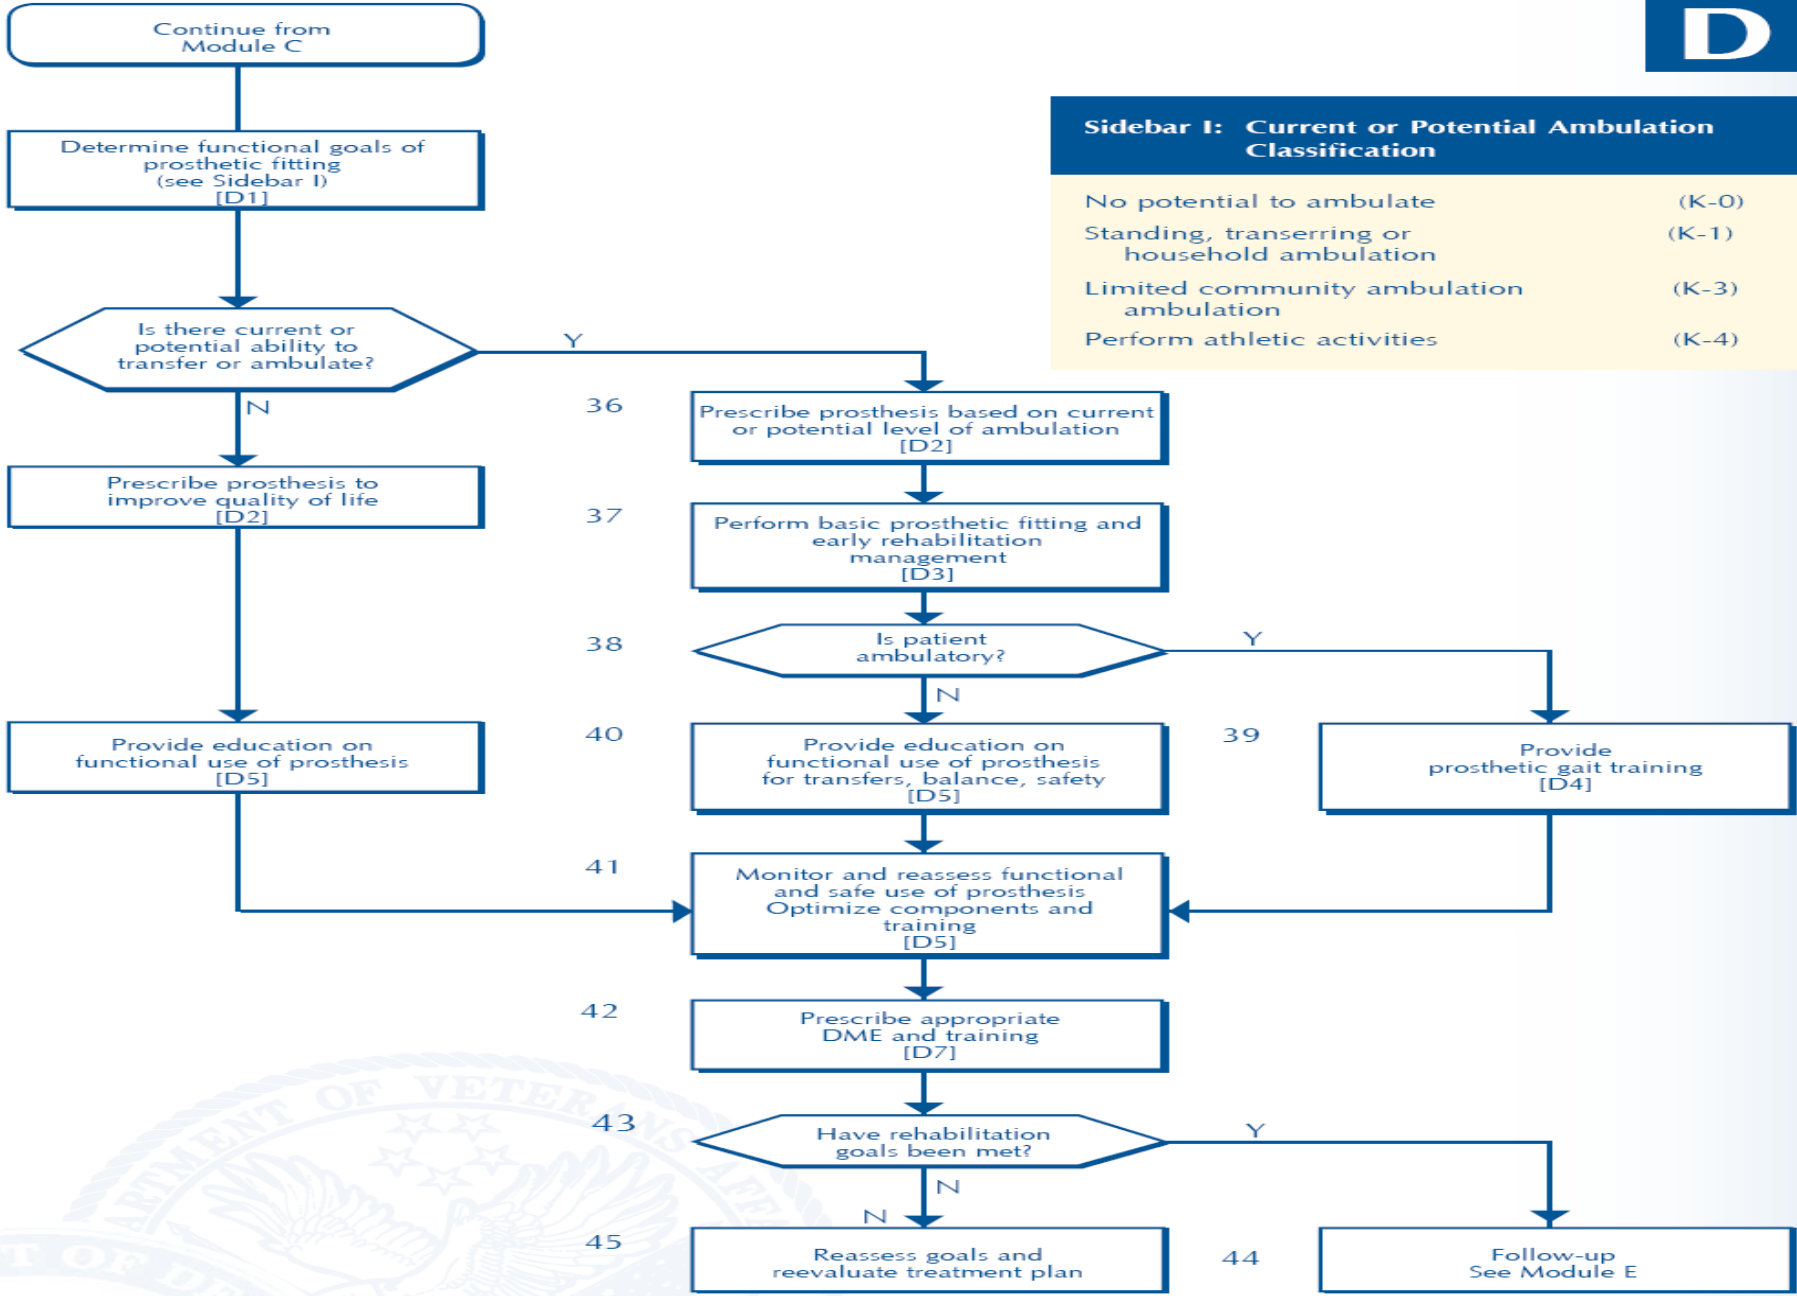 Continue from
Module C
D
Determine functional goals of
prosthetic fitting
(see Sidebar I)
[D1]
Sidebar I: Current or Potential Ambulation
Classification
No potential to ambulate (K-0)
Standing, transerring or (K-1)
household ambulation
Limited community ambulation (K-3)
ambulation
Perform athletic activities (K-4)
Is there current or
potential ability to
transfer or ambulate?
Y
N
36
Prescribe prosthesis based on current
or potential level of ambulation
[D2]
Prescribe prosthesis to
improve quality of life
[D2]
37
Perform basic prosthetic fitting and
early rehabilitation
management
[D3]
38
Is patient
ambulatory?
Y
N
Provide education on
functional use of prosthesis
[D5]
40
Provide education on
functional use of prosthesis
for transfers, balance, safety
[D5]
39
Provide
prosthetic gait training
[D4]
41
Monitor and reassess functional
and safe use of prosthesis
Optimize components and
training
[D5]
42
Prescribe appropriate
DME and training
[D7]
43
Have rehabilitation
goals been met?
Y
N
N
45
Reassess goals and
reevaluate treatment plan
44
Follow-up
See Module E
OF VETERANS